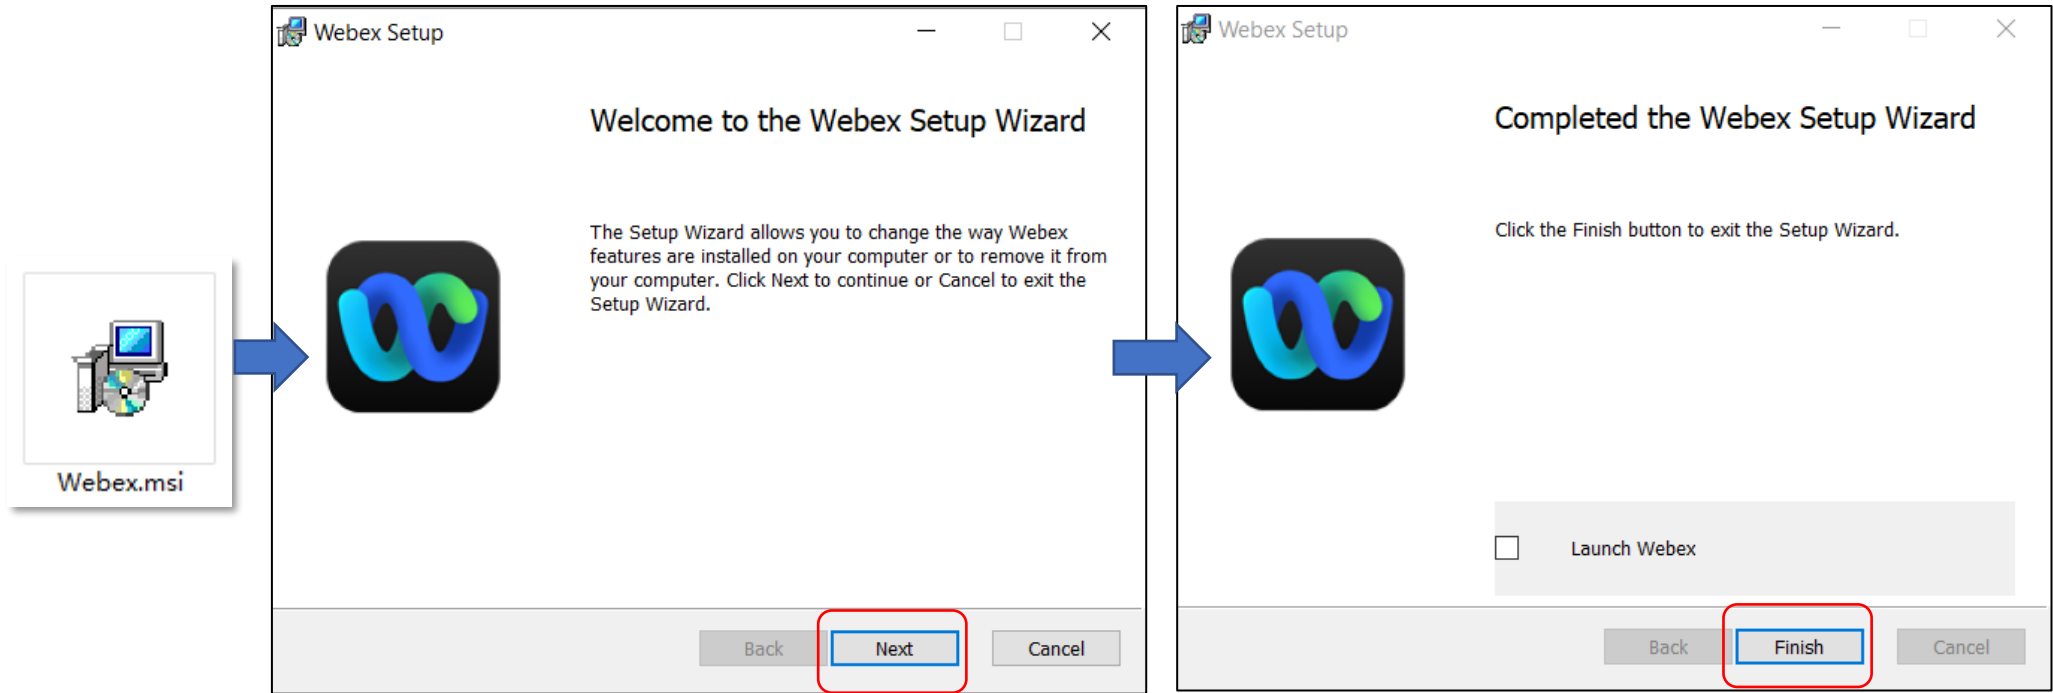 Webex.msi
Webex Setup
Welcome to the Webex Setup Wizard
The Setup Wizard allows you to change the way Webex
features are installed on your computer or to remove it from
your computer. Click Next to continue or Cancel to exit the
Setup Wizard.
Back
Next
Cancel
Webex Setup
Completed the Webex Setup Wizard
Click the Finish button to exit the Setup Wizard.
Launch Webex
Back
Finish
Cancel